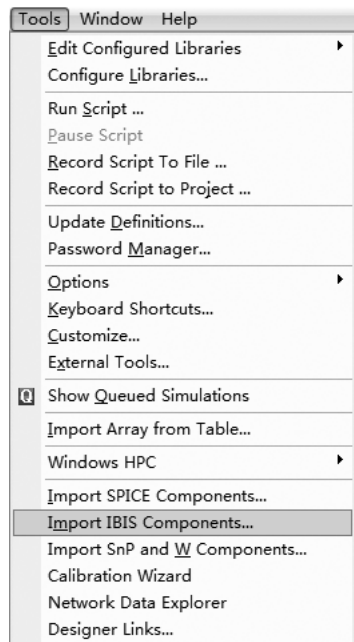 Tools Window Help
Edit Configured Libraries
Configure Libraries...
Run Script ...
Pause Script
Record Script To File ...
Record Script to Project ...
Update Definitions...
Password Manager...
Options
Keyboard Shortcuts...
Customize...
External Tools...
Q Show Queued Simulations
Import Array from Table...
Windows HPC
Import SPICE Components...
Import IBIS Components...
Import SnP and W Components...
Calibration Wizard
Network Data Explorer
Designer Links...